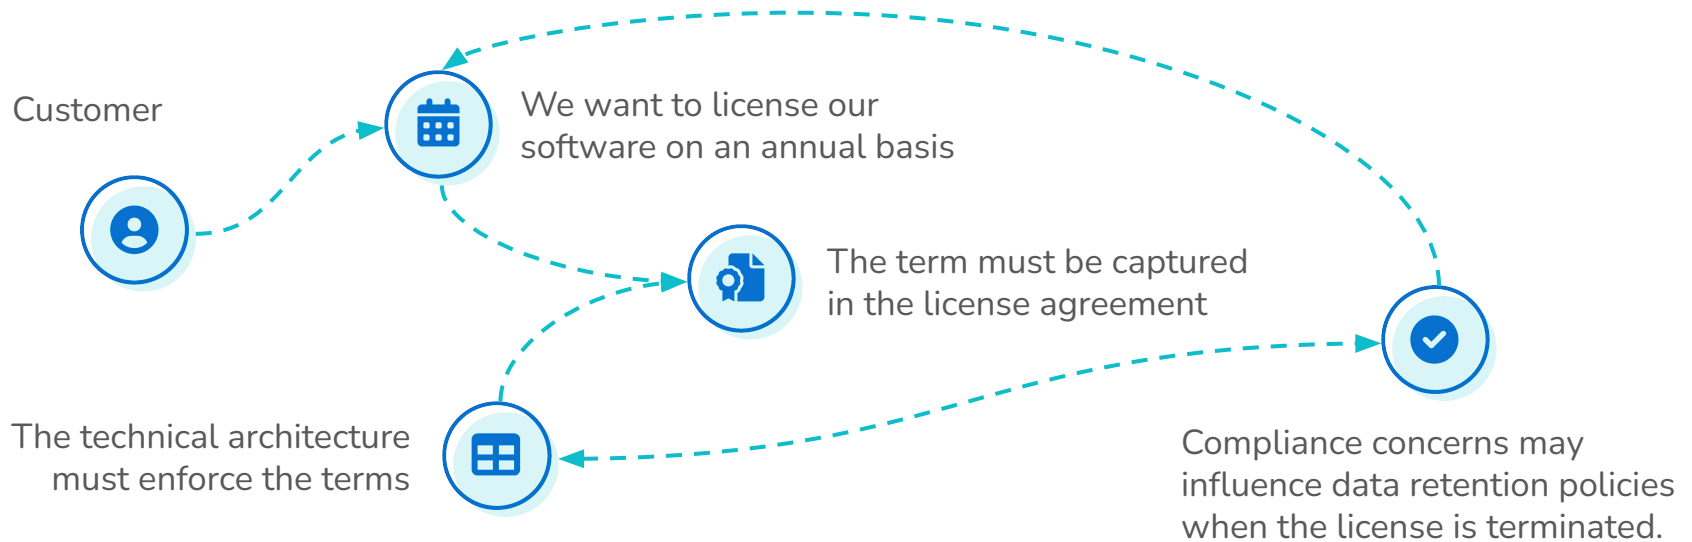 Customer
We want to license our
software on an annual basis
The term must be captured
in the license agreement
The technical architecture
must enforce the terms
Compliance concerns may
influence data retention policies
when the license is terminated.